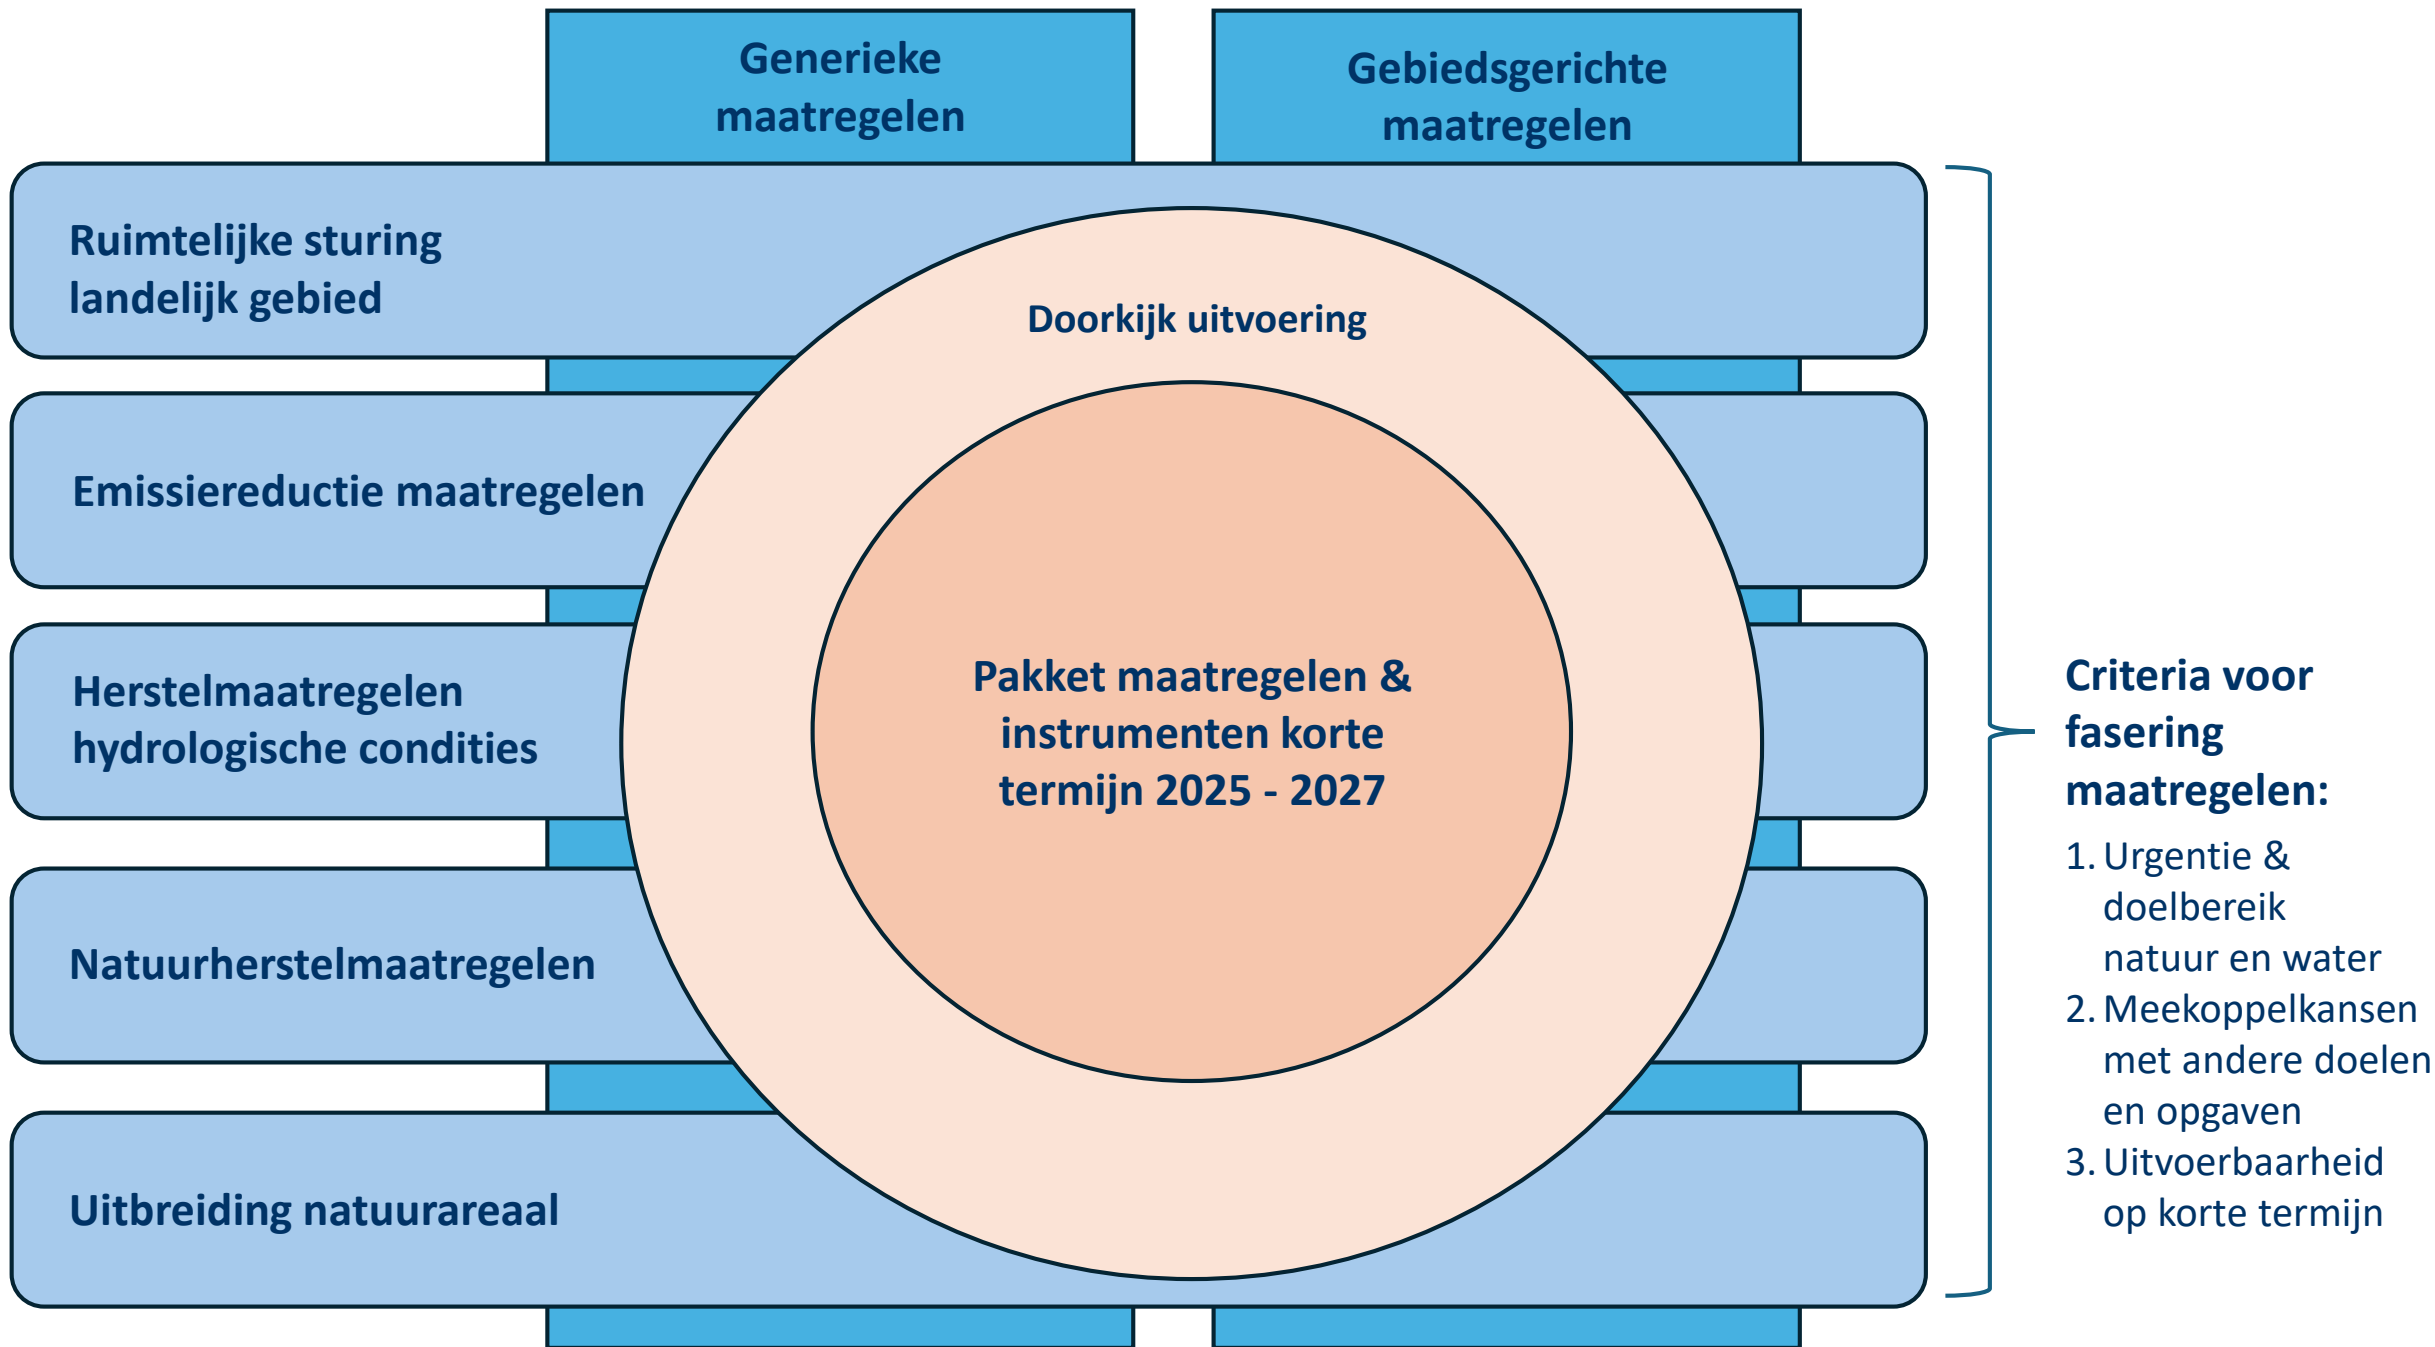 Generieke
maatregelen
Gebiedsgerichte
maatregelen
Ruimtelijke sturing
landelijk gebied
Doorkijk uitvoering
Emissiereductie maatregelen
Herstelmaatregelen
hydrologische condities
Pakket maatregelen &
instrumenten korte
termijn 2025 - 2027
Natuurherstelmaatregelen
Uitbreiding natuurareaal
Criteria voor
fasering
maatregelen:
1. Urgentie &
doelbereik
natuur en water
2. Meekoppelkansen
met andere doelen
en opgaven
3. Uitvoerbaarheid
op korte termijn